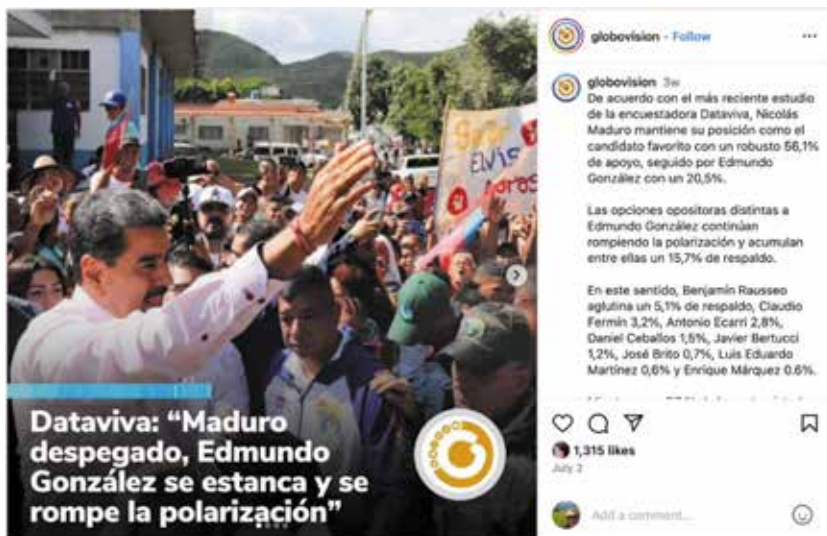 ELVIS
Dataviva: “Maduro
despegado, Edmundo
González se estanca y se
rompe la polarización”
globovision • Follow
globovision 3w
De acuerdo con el más reciente estudio
de la encuestadora Dataviva, Nicolás
Maduro mantiene su posición como el
candidato favorito con un robusto 56,1%
de apoyo, seguido por Edmundo
González con un 20,5%.
Las opciones opositoras distintas a
Edmundo González continúan
rompiendo la polarización y acumulan
entre ellas un 15,7% de respaldo.
En este sentido, Benjamín Rausseo
aglutina un 5,1% de respaldo, Claudio
Fermín 3,2%, Antonio Ecarri 2,8%,
Daniel Ceballos 1,5%, Javier Bertucci
1,2%, José Brito 0,7%, Luis Eduardo
Martínez 0,6% y Enrique Márquez 0.6%.
1,315 likes
July 2
Add a comment...